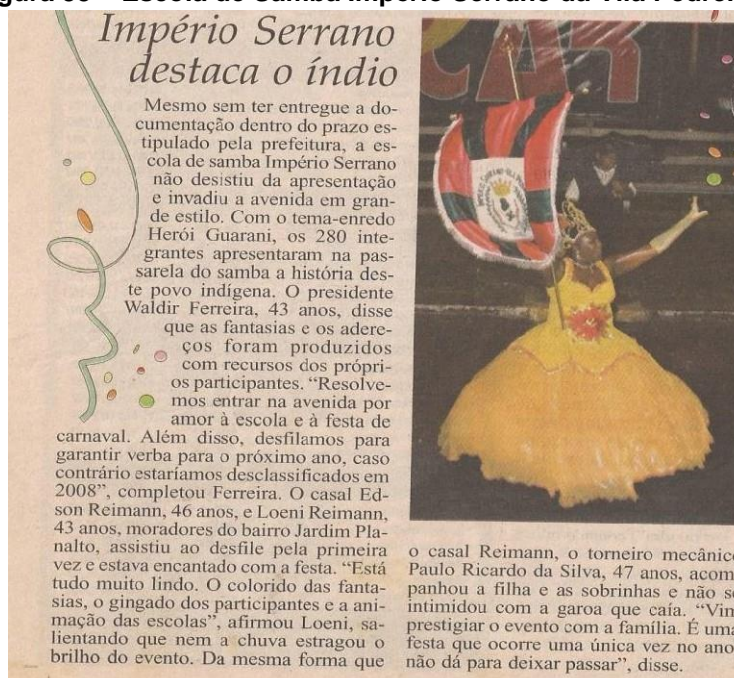 Escola de Samba Império Serrano da Vila
Império Serrano
destaca o índio
Mesmo sem ter entregue a do-
cumentação dentro do prazo es-
tipulado pela prefeitura, a es-
cola de samba Império Serrano
não desistiu da apresentação
e invadiu a avenida em gran-
de estilo. Com o tema-enredo
Herói Guarani, os 280 inte-
grantes apresentaram na pas-
sarela do samba a história des-
te povo indígena. O presidente
Waldir Ferreira, 43 anos, disse
que as fantasias e os adere-
ços foram produzidos
com recursos dos própri-
os participantes. “Resolve-
mos entrar na avenida por
amor à escola e à festa de
carnaval. Além disso, desfilamos para
garantir verba para o próximo ano, caso
contrário estaríamos desclassificados em
2008”, completou Ferreira. O casal Ed-
son Reimann, 46 anos, e Loeni Reimann,
43 anos, moradores do bairro Jardim Pla-
nalto, assistiu ao desfile pela primeira
vez e estava encantado com a festa. “Está
tudo muito lindo. O colorido das fanta-
sias, o gingado dos participantes e a ani-
mação das escolas”, afirmou Loeni, sa-
lientando que nem a chuva estragou o
brilho do evento. Da mesma forma que
o casal Reimann, o torneiro mecânico
Paulo Ricardo da Silva, 47 anos, acom
panhou a filha e as sobrinhas e não se
intimidou com a garoa que caía. “Vim
prestigiar o evento com a família. É uma
festa que ocorre uma única vez no ano
não dá para deixar passar”, disse.